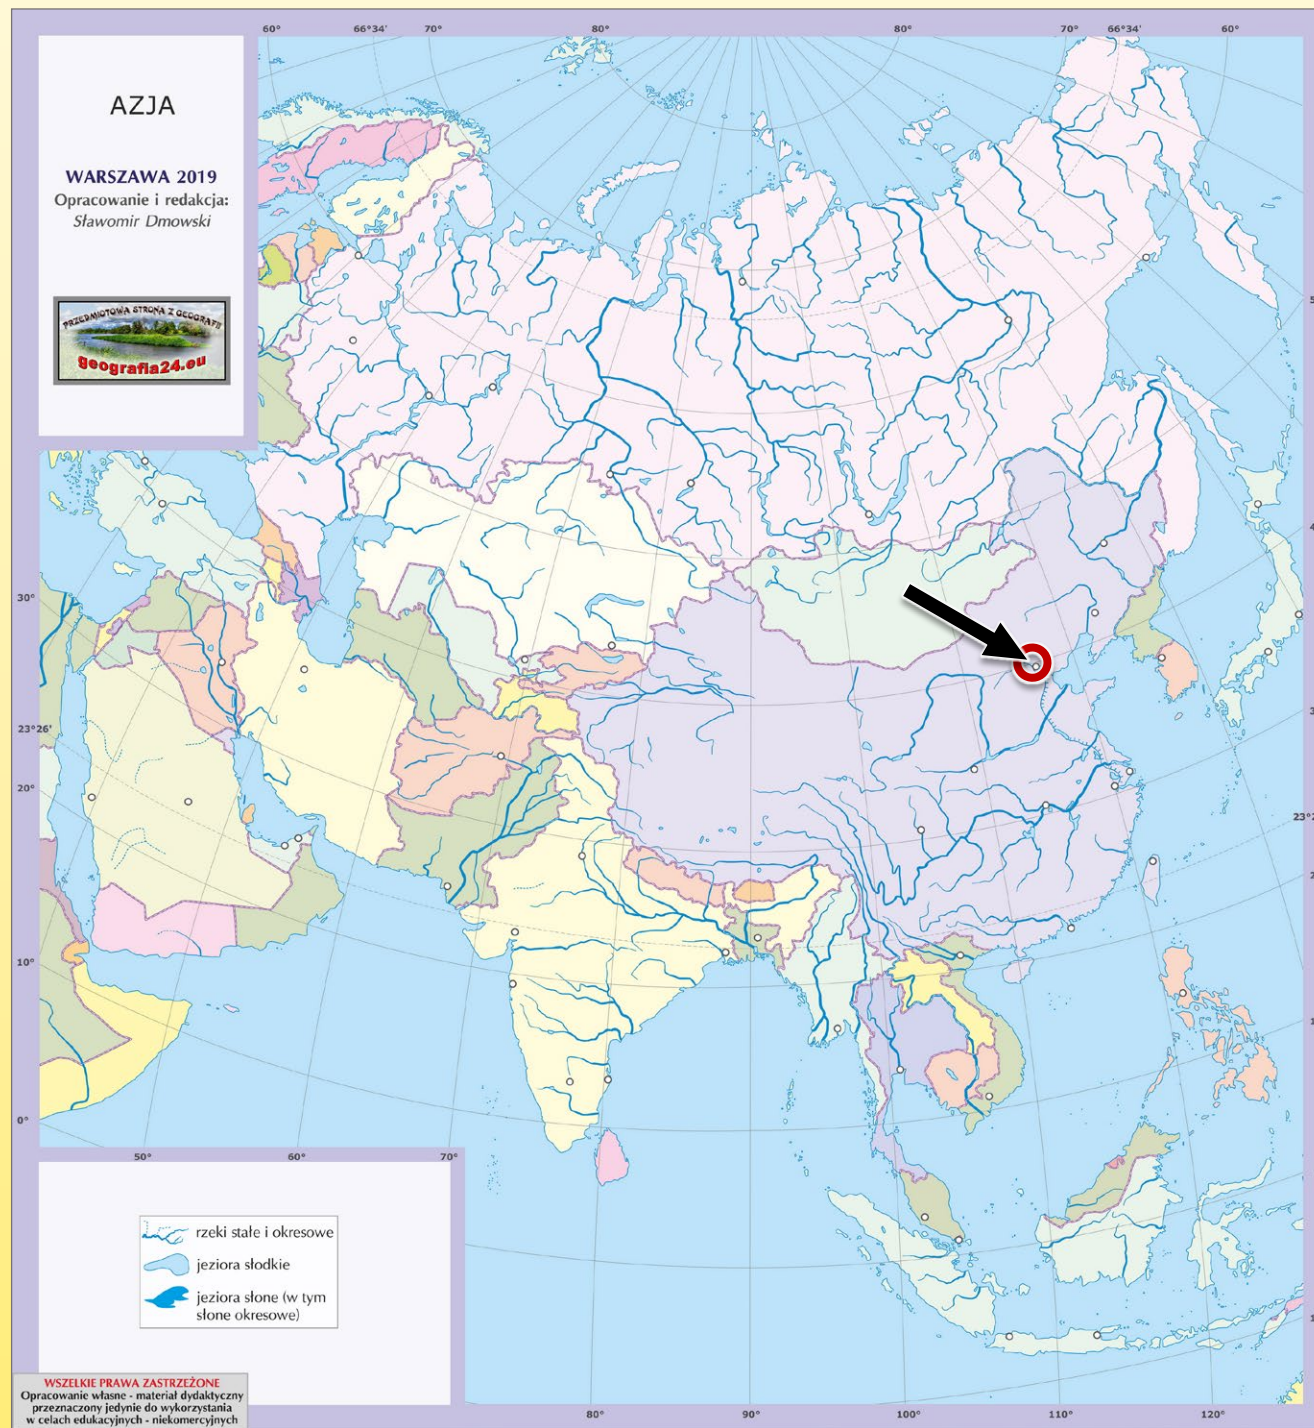 60°
66°34'
70°
80°
80°
70°
66°34'
60°
AZJA
WARSZAWA 2019
Opracowanie i redakcja:
Sławomir Dmowski
PRZEDMIOTOWA STRONA Z GEOGRAFII
geografia24.eu
30°
23°26'
20°
10°
0°
50°
60°
70°
rzeki stałe i okresowe
jeziora słodkie
jeziora słone (w tym
słone okresowe)
WSZELKIE PRAWA ZASTRZEŻONE
Opracowanie własne - materiał dydaktyczny
przeznaczony jedynie do wykorzystania
w celach edukacyjnych - niekomercyjnych
80°
90°
100°
110°
120°